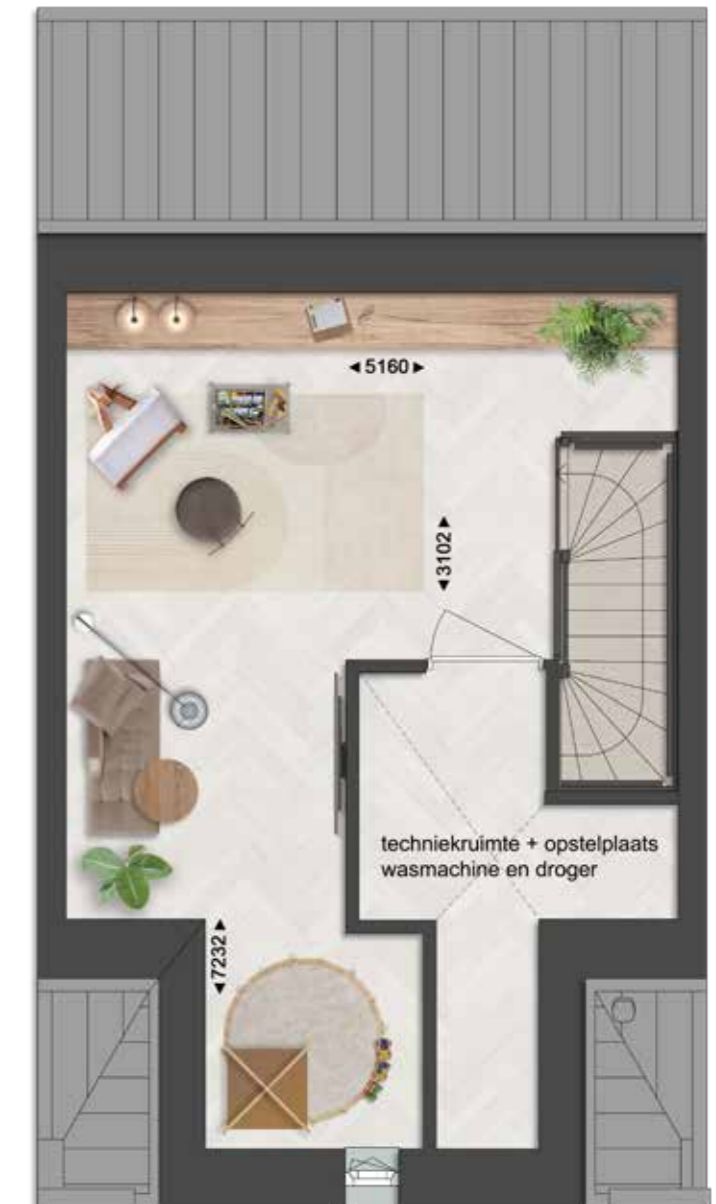 ◄5160►
◄3102►
techniekruimte + opstelplaats
wasmachine en droger
◄7232►